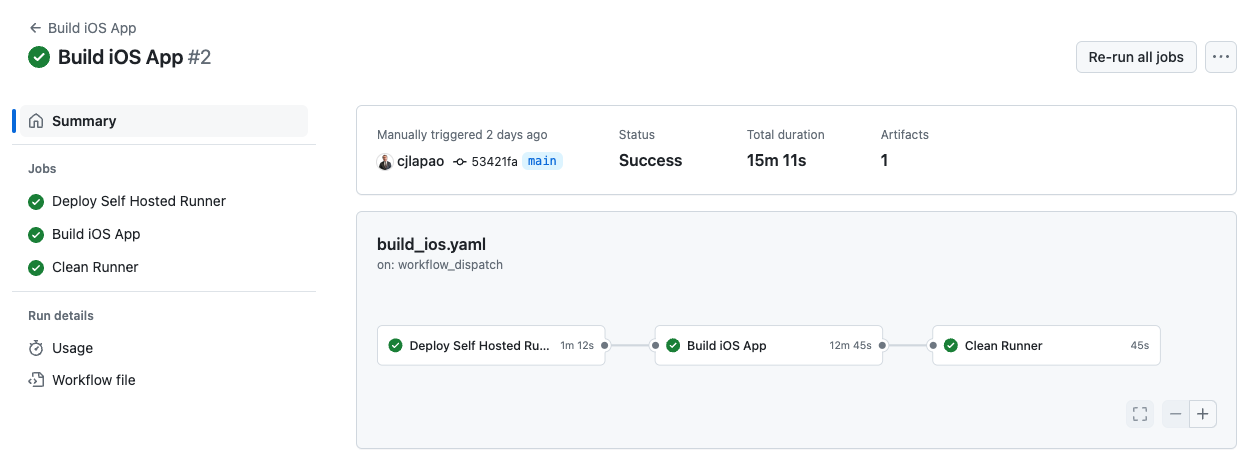 Build iOS App
Build iOS App #2
Re-run all jobs
Summary
Jobs
Deploy Self Hosted Runner
Build iOS App
Clean Runner
Run details
Usage
Workflow file
Manually triggered 2 days ago
cjlapao 53421fa main
Status
Success
Total duration
15m 11s
Artifacts
1
build_ios.yaml
on: workflow_dispatch
Deploy Self Hosted Ru... 1m 12s
Build iOS App 12m 45s
Clean Runner 45s